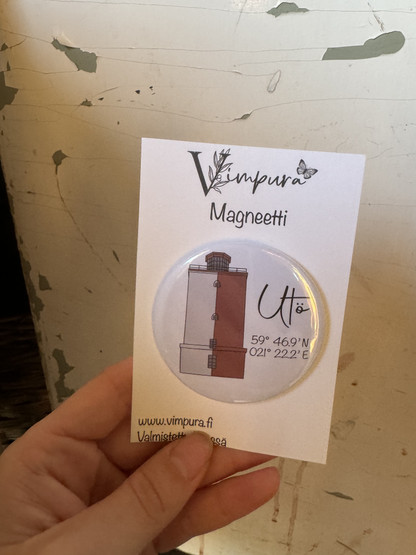 Vimpura
Magneetti
Utö
59° 46.9'N
021° 22.2'E
www.vimpura.fi